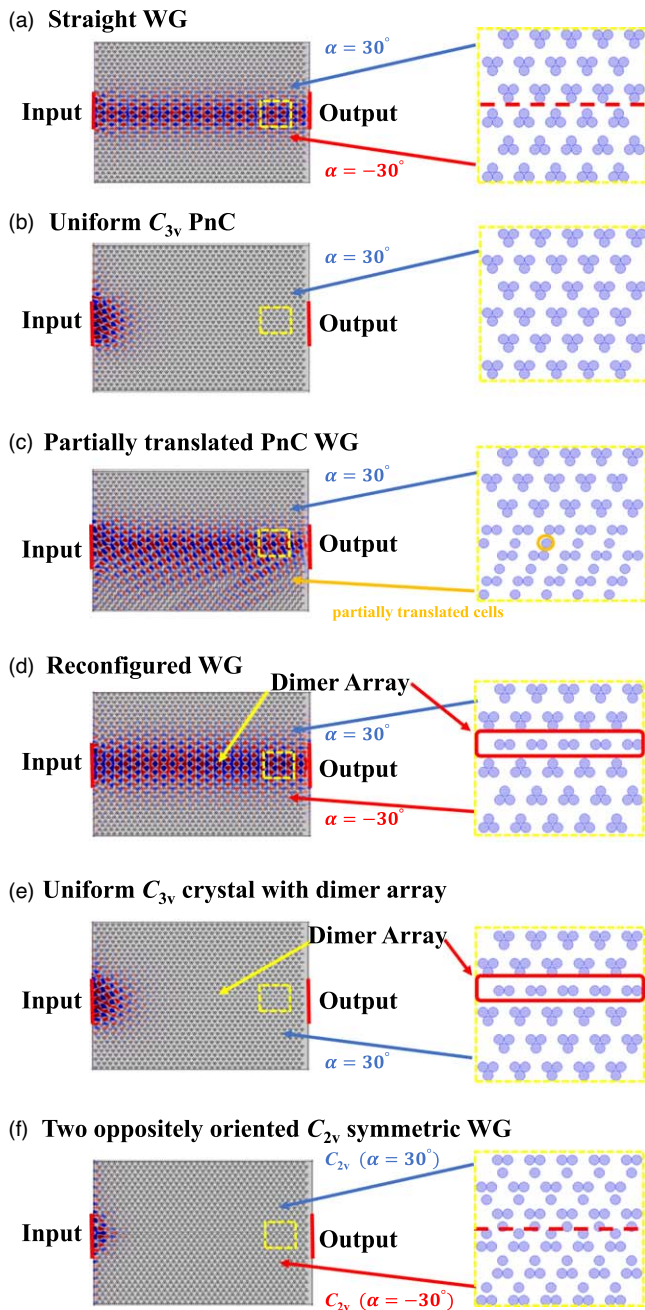 (a) Straight WG
α = 30°
Input
Output
α = −30°
(b) Uniform C3v PnC
α = 30°
Input
Output
(c) Partially translated PnC WG
α = 30°
Input
Output
partially translated cells
(d) Reconfigured WG
Dimer Array
α = 30°
Input
Output
α = −30°
(e) Uniform C3v crystal with dimer array
Dimer Array
Input
Output
α = 30°
(f) Two oppositely oriented C2v symmetric WG
C2v (α = 30°)
Input
Output
C2v (α = −30°)